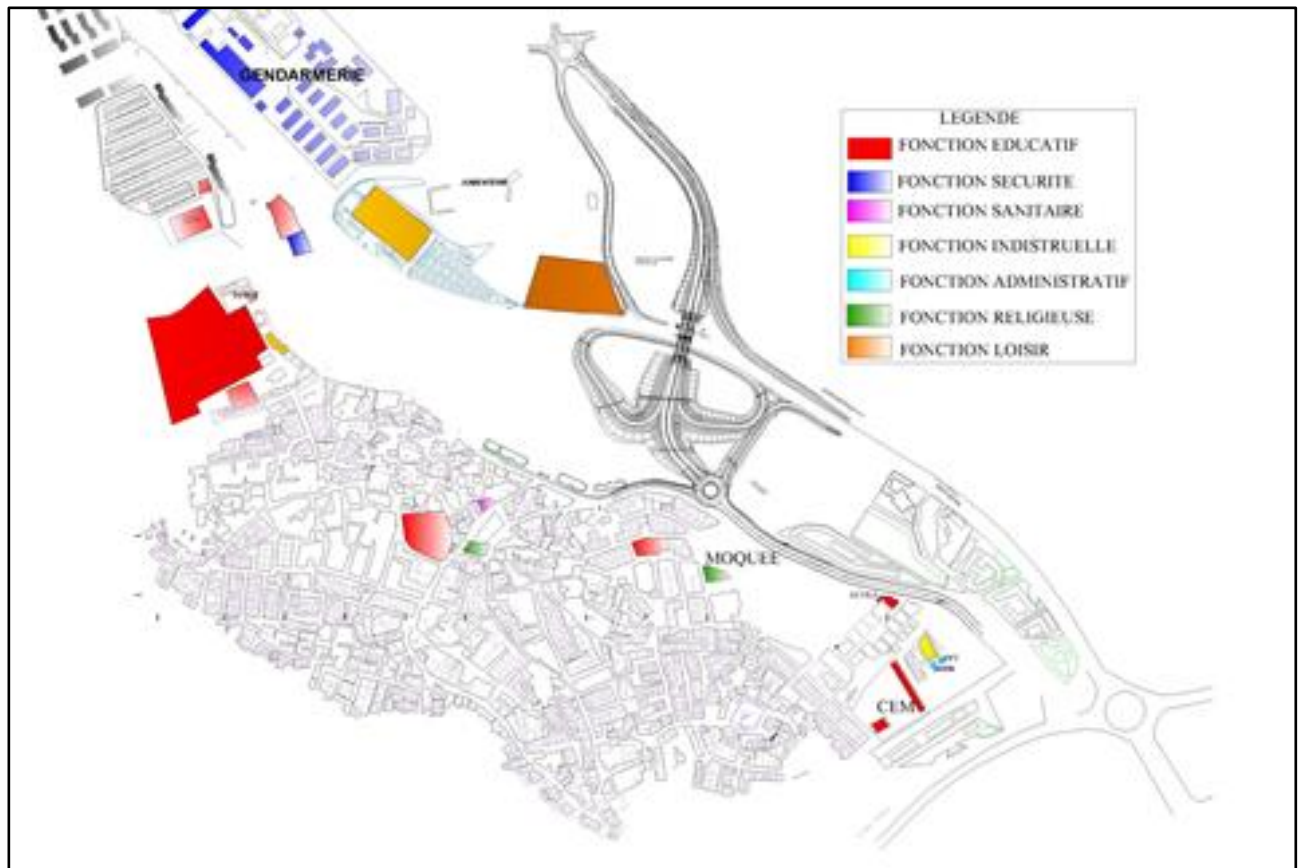 GENDARMERIE
LEGENDE
FONCTION EDUCATIF
FONCTION SECURITE
FONCTION SANITAIRE
FONCTION INDISTRUELLE
FONCTION ADMINISTRATIF
FONCTION RELIGIEUSE
FONCTION LOISIR
MOQUEE
CEM